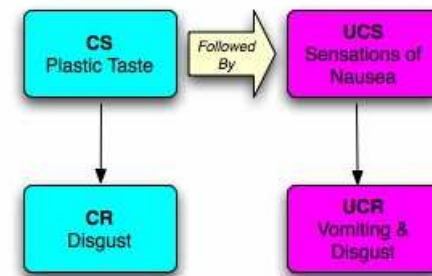 CS
Plastic Taste
Followed
By
UCS
Sensations of
Nausea
CR
Disgust
UCR
Vomiting &
Disgust